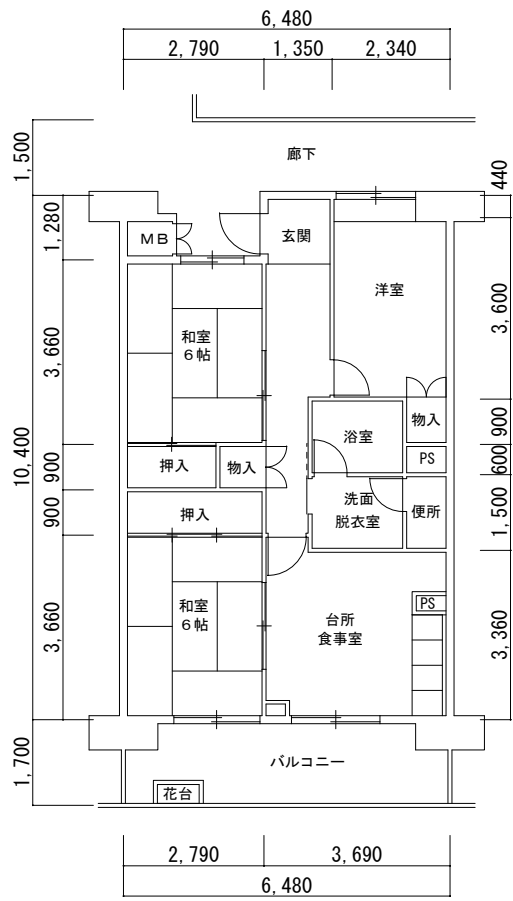 6,480
2,790
1,350
2,340
1,500
廊下
440
1,280
MB
玄関
洋室
3,600
和室
6帖
3,660
10,400
浴室
物入
900
900
押入
物入
PS
600
900
押入
洗面
脱衣室
便所
1,500
和室
6帖
台所
食事室
PS
3,660
3,360
1,700
バルコニー
花台
2,790
3,690
6,480